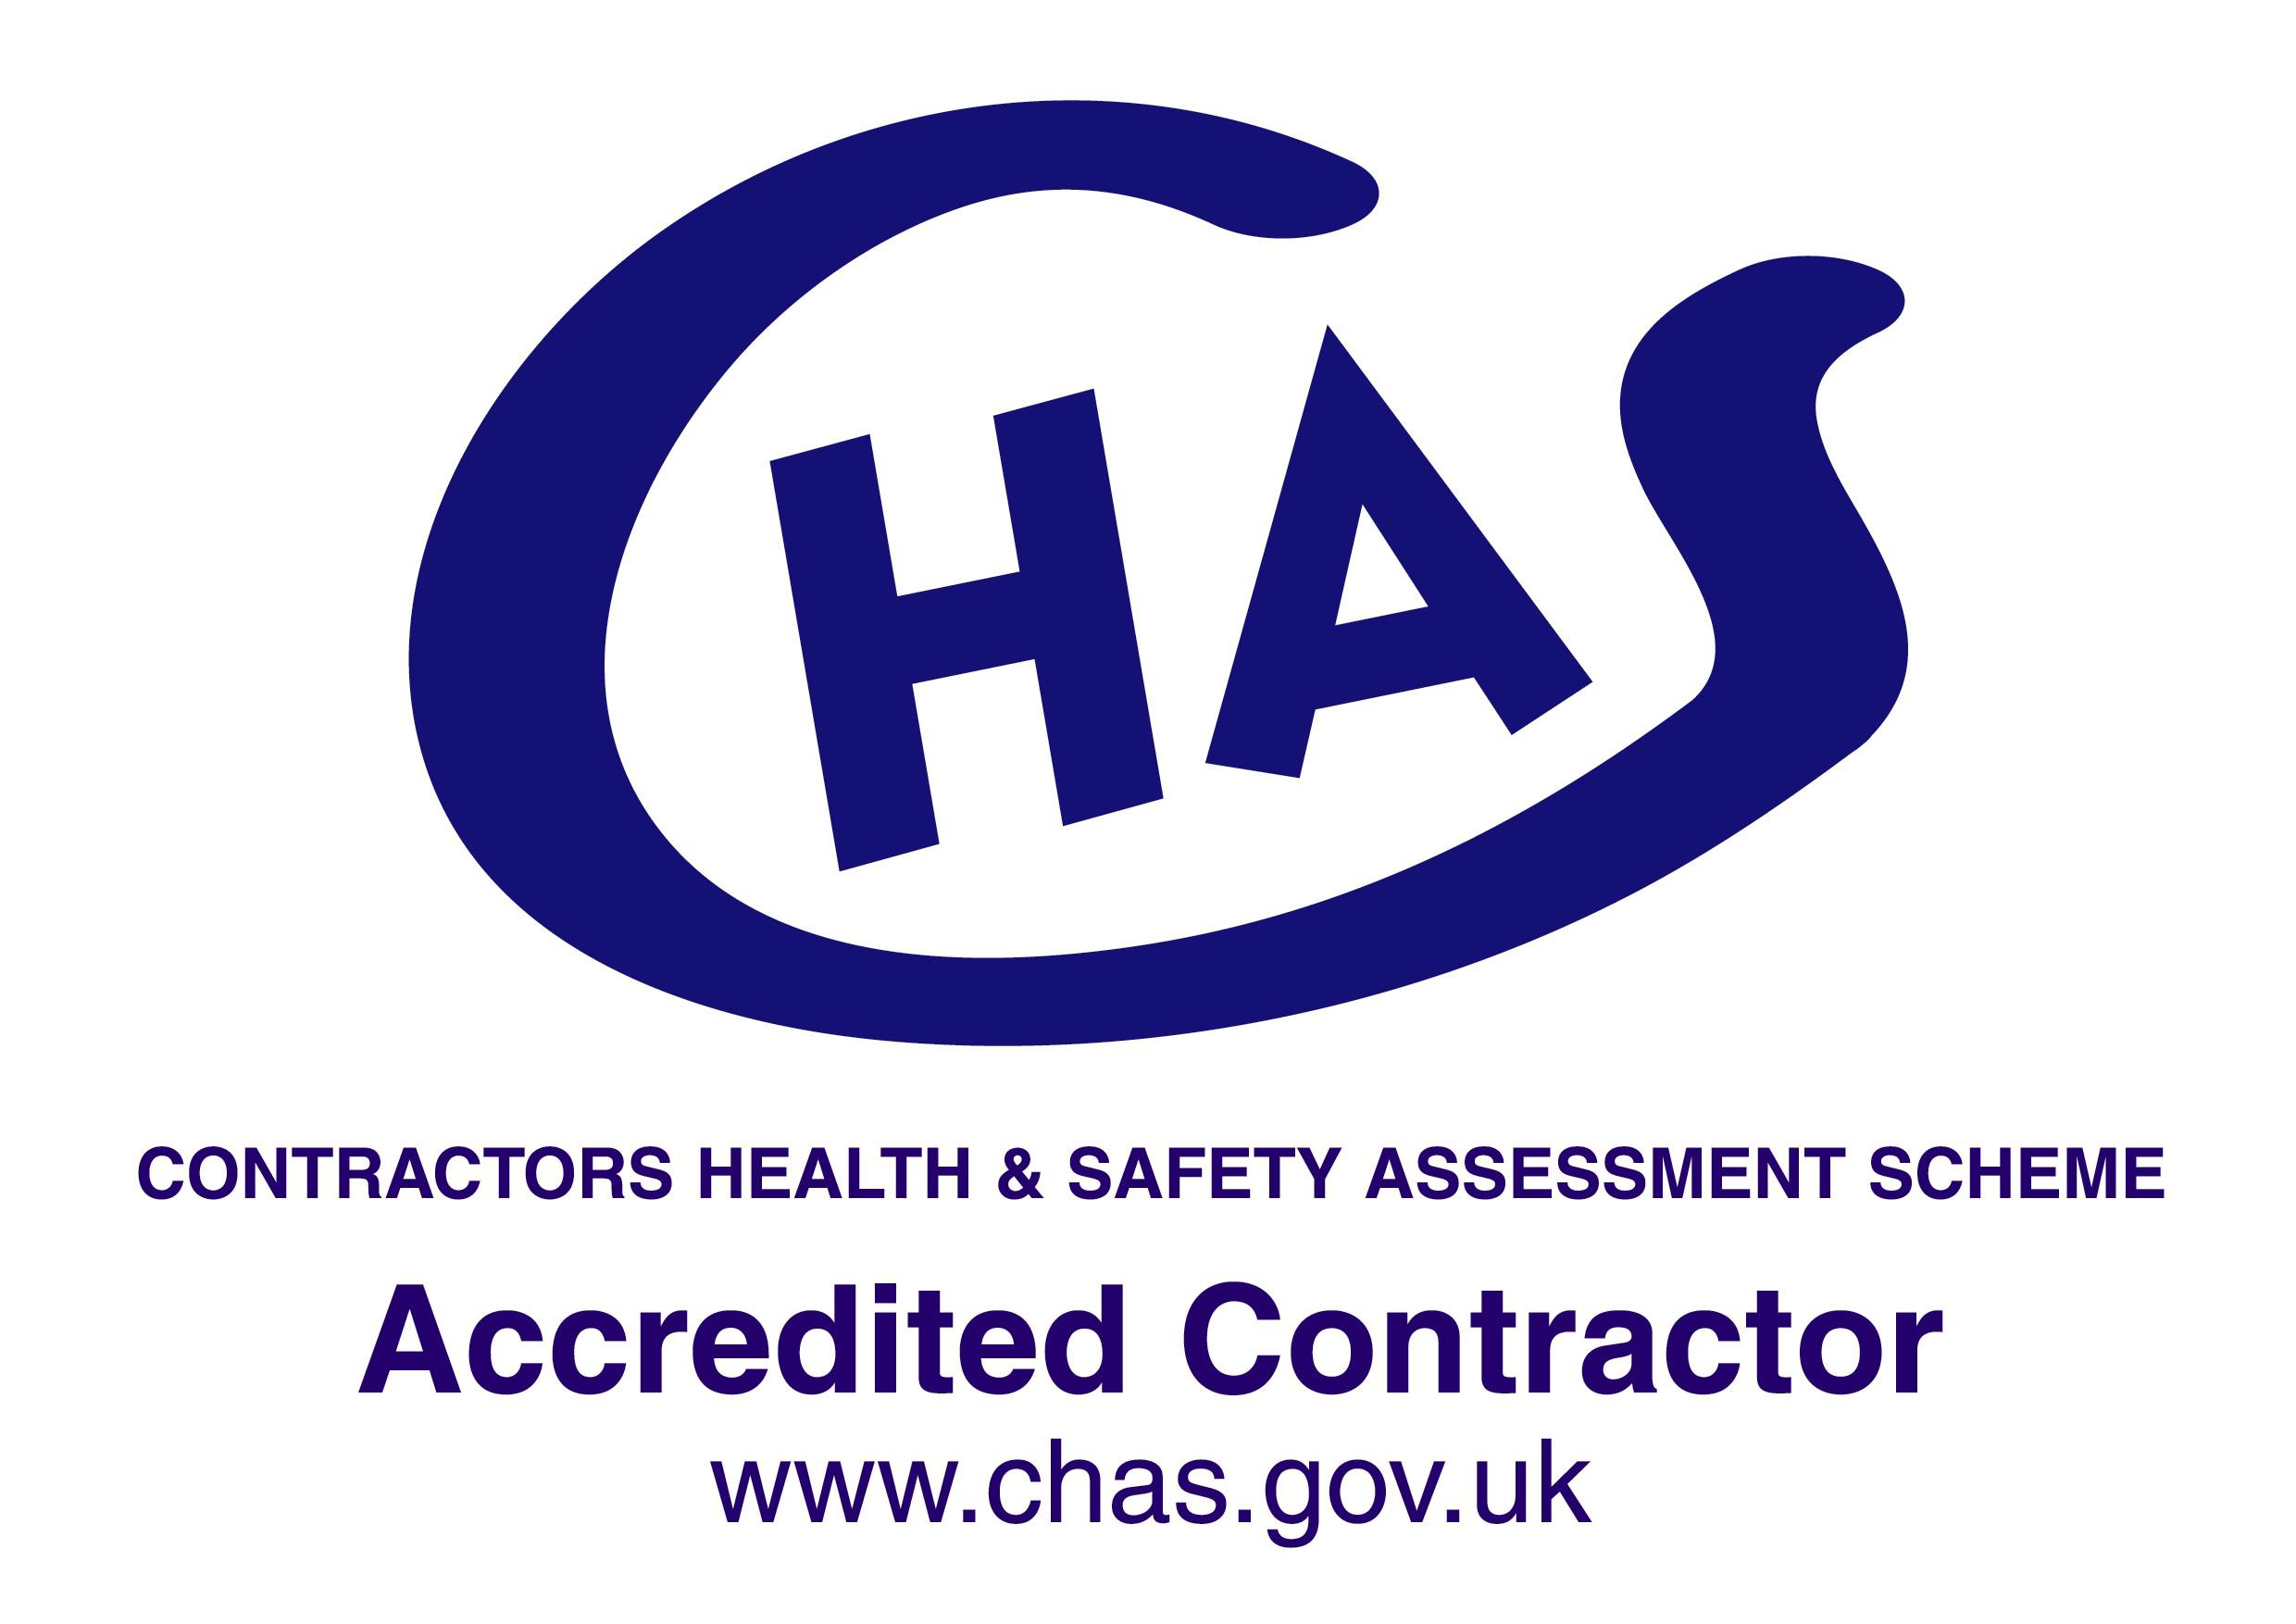 CHAS
CONTRACTORS HEALTH & SAFETY ASSESSMENT SCHEME
Accredited Contractor
www.chas.gov.uk